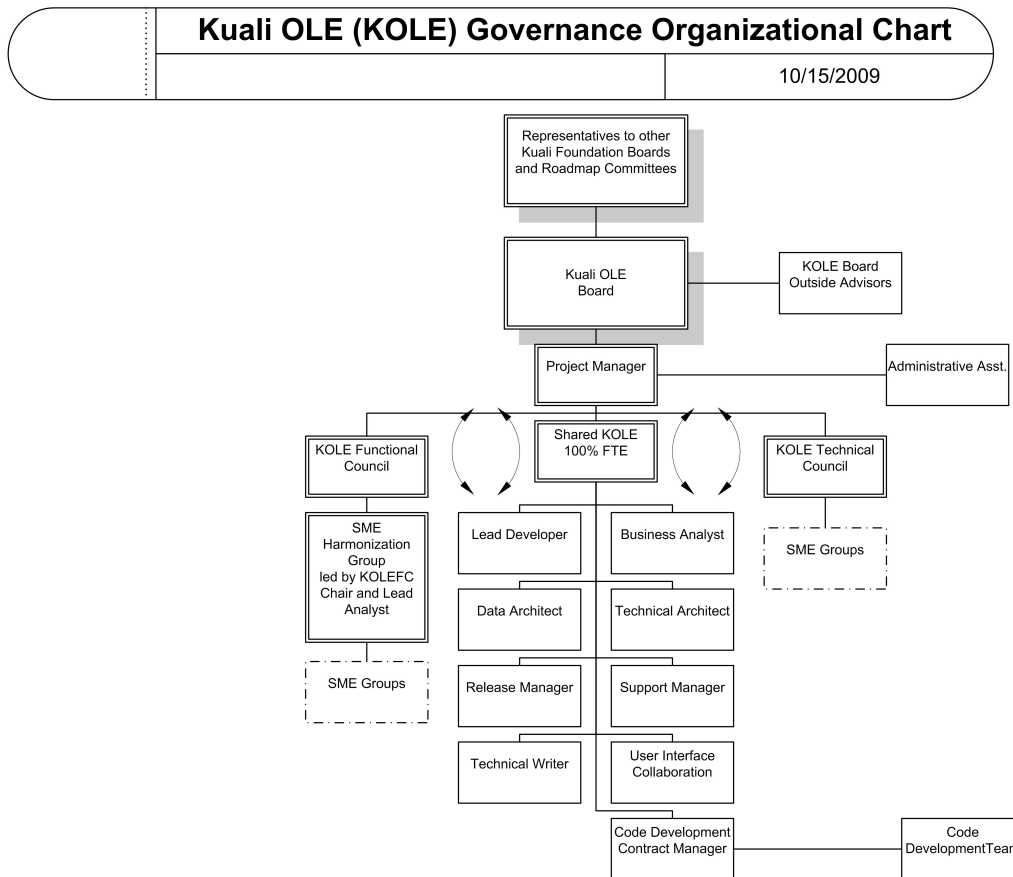 Kuali OLE (KOLE) Governance Organizational Chart
10/15/2009
Representatives to other
Kuali Foundation Boards
and Roadmap Committees
Kuali OLE
Board
KOLE Board
Outside Advisors
Project Manager
Administrative Asst.
KOLE Functional
Council
Shared KOLE
100% FTE
KOLE Technical
Council
SME
Harmonization
Group
led by KOLEFC
Chair and Lead
Analyst
SME Groups
SME Groups
Lead Developer
Business Analyst
Data Architect
Technical Architect
Release Manager
Support Manager
Technical Writer
User Interface
Collaboration
Code Development
Contract Manager
Code
DevelopmentTeam